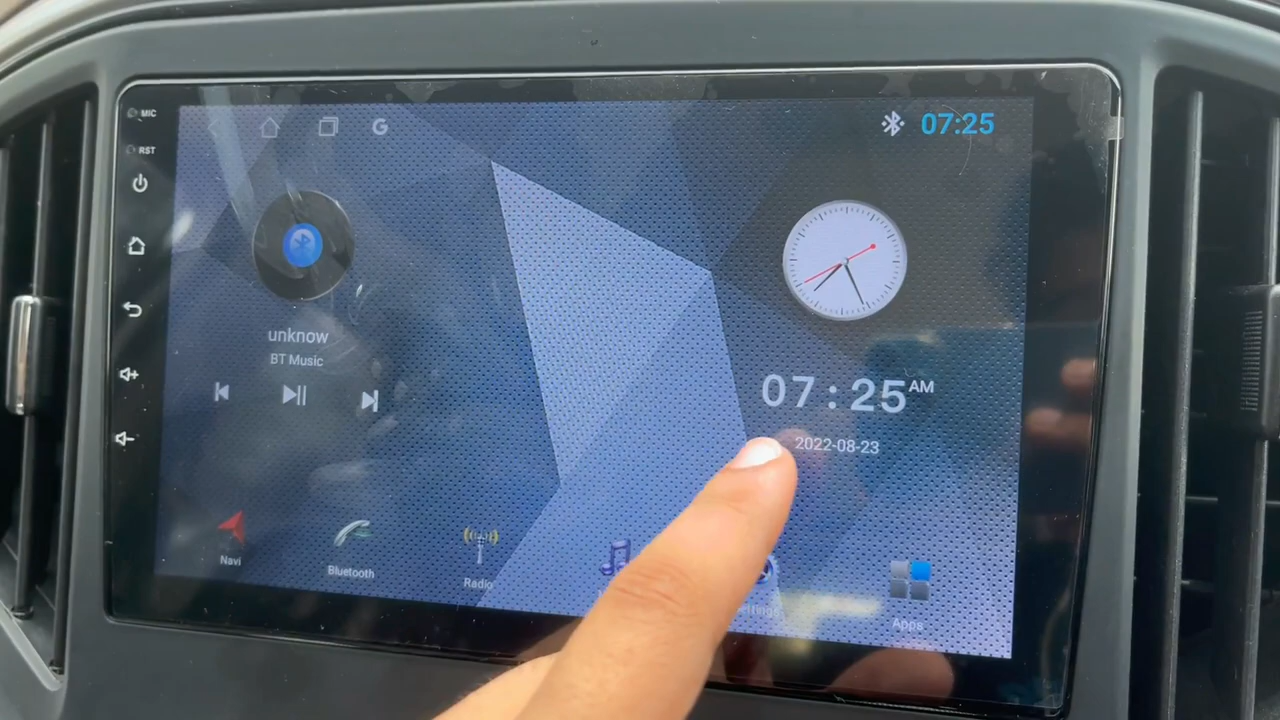 MIC
RST
G
07:25
unknow
BT Music
07 : 25 AM
2022-08-23
Navi
Bluetooth
Radio
Apps